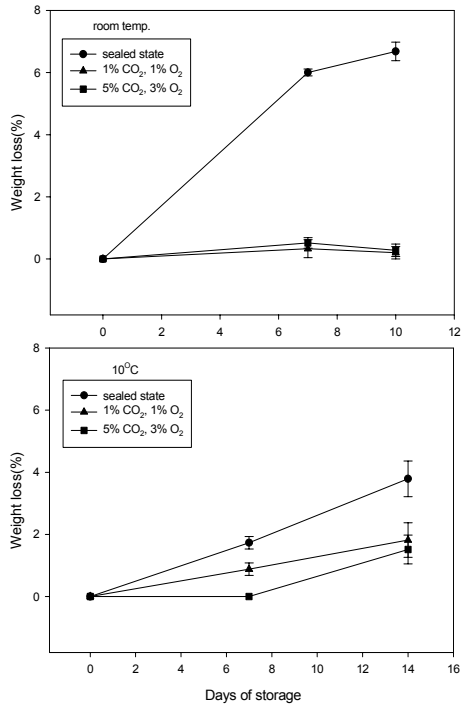 room temp.
sealed state
1% CO₂, 1% O₂
5% CO₂, 3% O₂
Weight loss(%)
8
6
4
2
0
0 2 4 6 8 10 12
10⁰C
sealed state
1% CO₂, 1% O₂
5% CO₂, 3% O₂
Weight loss(%)
8
6
4
2
0
0 2 4 6 8 10 12 14 16
Days of storage